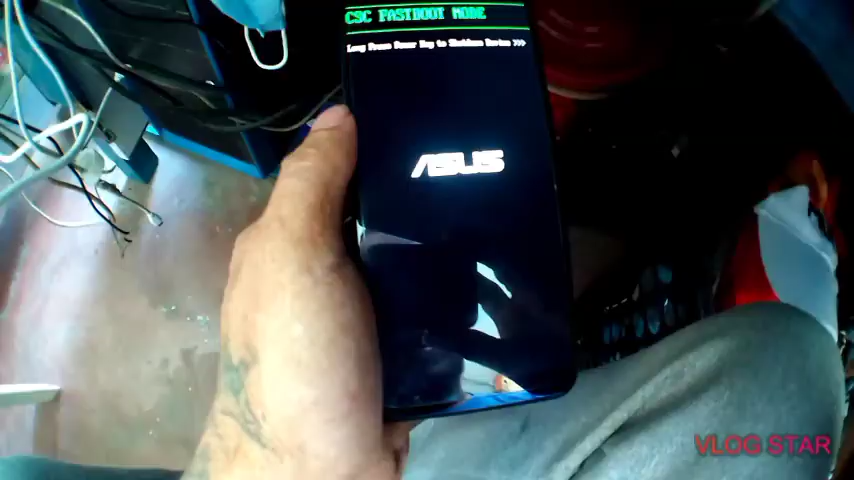 CSC FASTBOOT MODE
Long Press Power Key to Shutdown Device >>>
ASUS
VLOG STAR